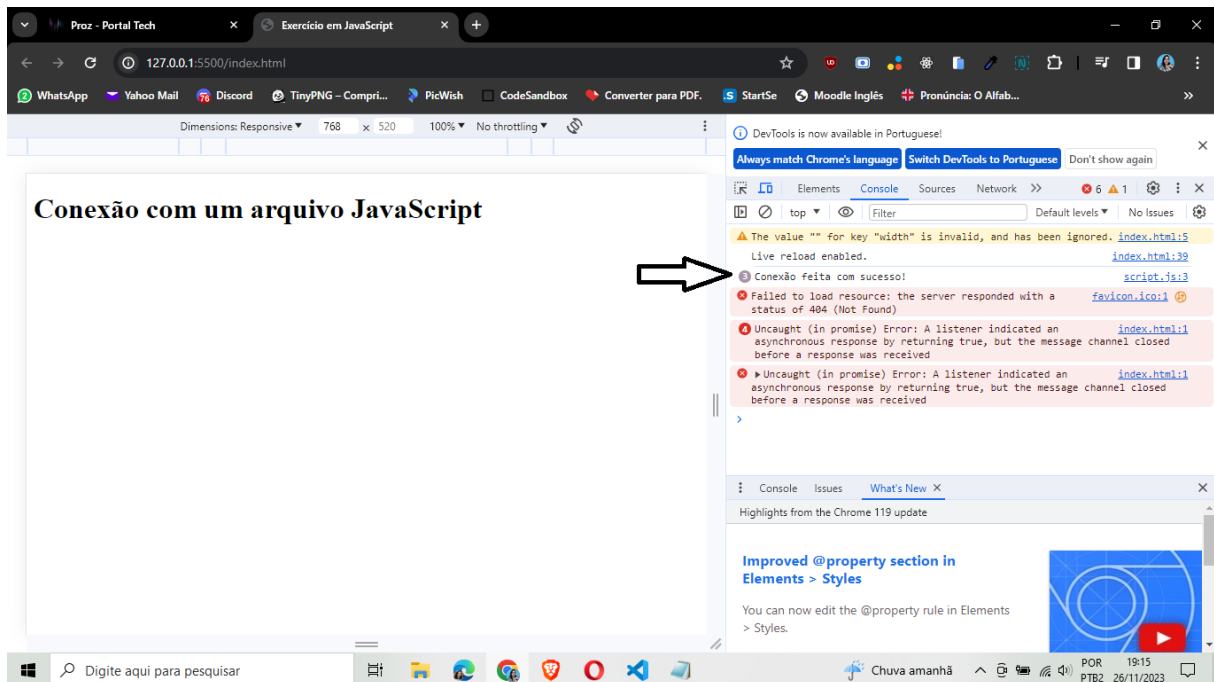 Proz - Portal Tech
Exercício em JavaScript
127.0.0.1:5500/index.html
WhatsApp Yahoo Mail 76 Discord TinyPNG – Compri... PicWish CodeSandbox Converter para PDF. S StartSe Moodle Inglês Pronúncia: O Alfab... »
Dimensions: Responsive 768 x 520 100% No throttling
Conexão com um arquivo JavaScript
DevTools is now available in Portuguese!
Always match Chrome's language Switch DevTools to Portuguese Don't show again
Elements Console Sources Network 6 1
top Filter Default levels No Issues
The value "" for key "width" is invalid, and has been ignored. index.html:5
Live reload enabled. index.html:39
3 Conexão feita com sucesso! script.js:3
Failed to load resource: the server responded with a favicon.ico:1
status of 404 (Not Found)
4 Uncaught (in promise) Error: A listener indicated an index.html:1
asynchronous response by returning true, but the message channel closed
before a response was received
Uncaught (in promise) Error: A listener indicated an index.html:1
asynchronous response by returning true, but the message channel closed
before a response was received
Console Issues What's New
Highlights from the Chrome 119 update
Improved @property section in
Elements > Styles
You can now edit the @property rule in Elements
> Styles.
Digite aqui para pesquisar
Chuva amanhã
POR 19:15
PTB2 26/11/2023